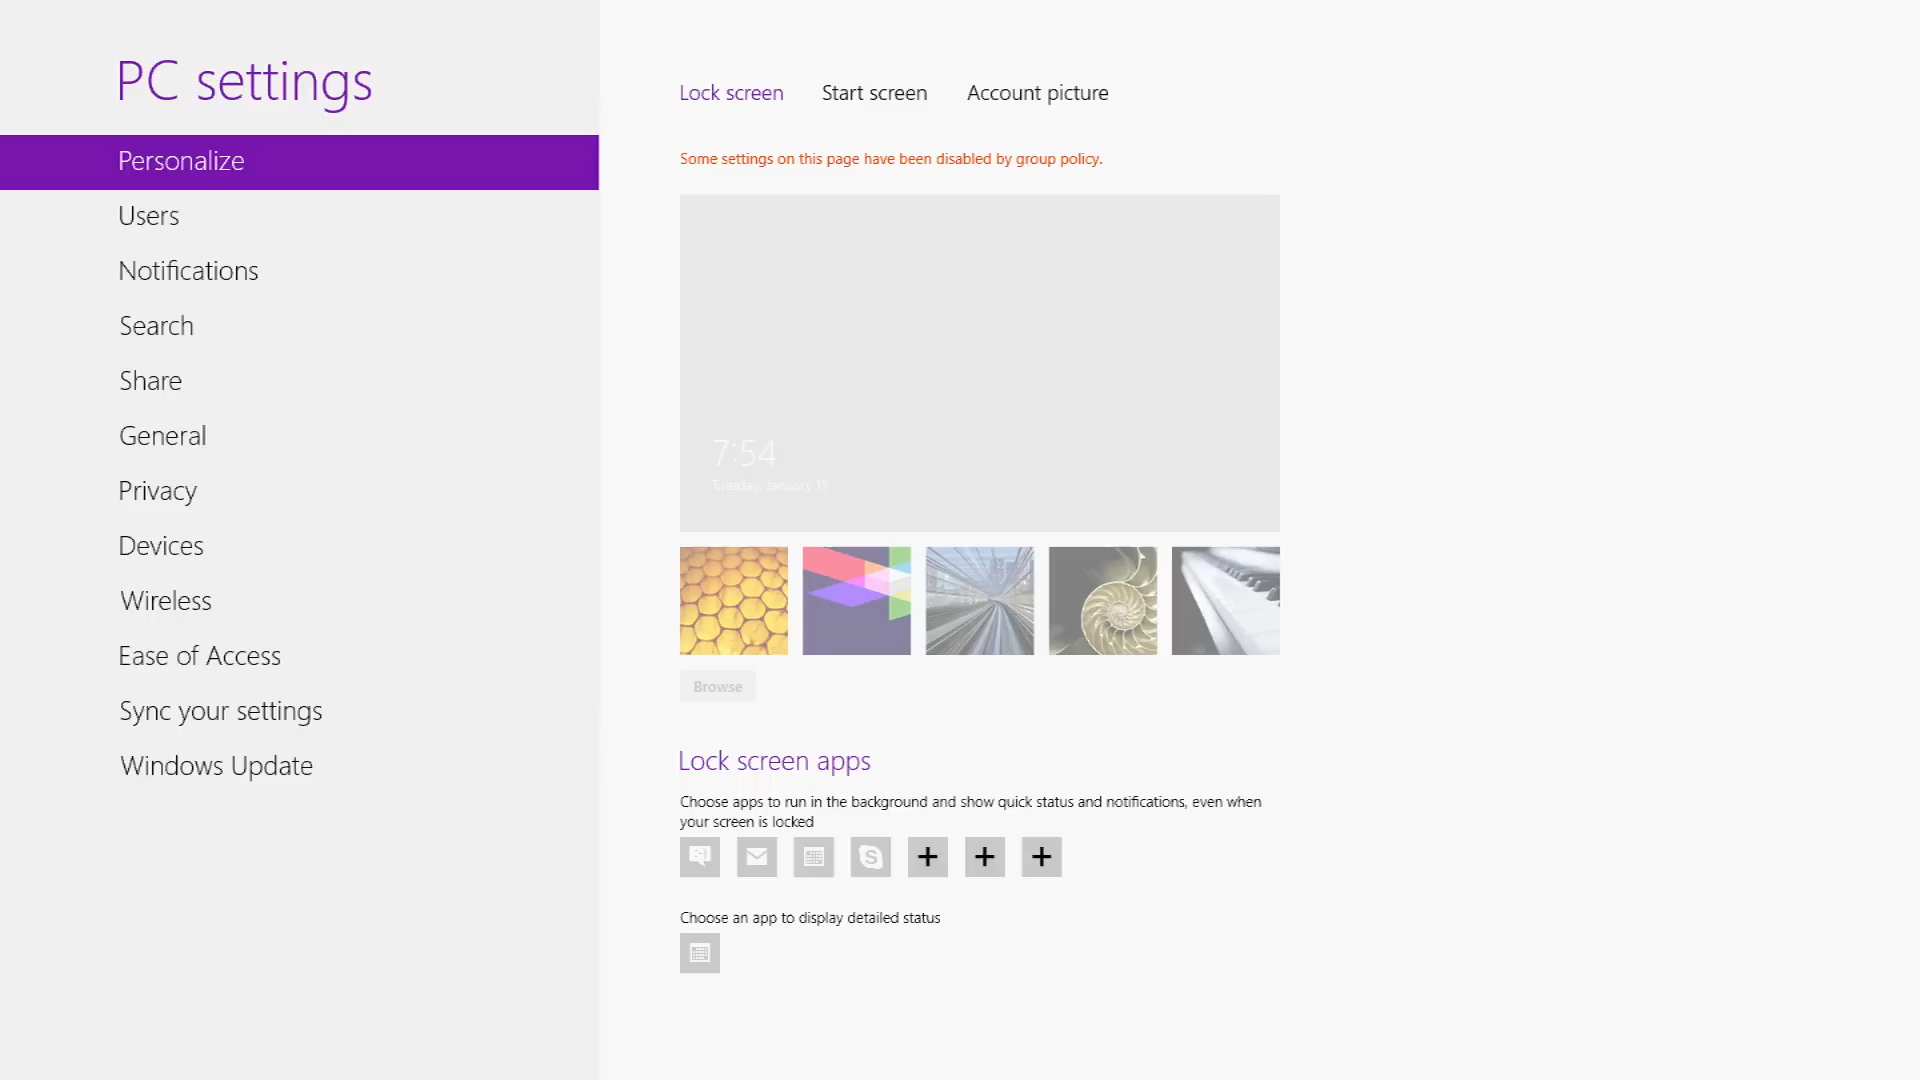 PC settings
Personalize
Users
Notifications
Search
Share
General
Privacy
Devices
Wireless
Ease of Access
Sync your settings
Windows Update
Lock screen
Start screen
Account picture
Some settings on this page have been disabled by group policy.
7:54
Tuesday, January 15
Browse
Lock screen apps
Choose apps to run in the background and show quick status and notifications, even when
your screen is locked
Choose an app to display detailed status